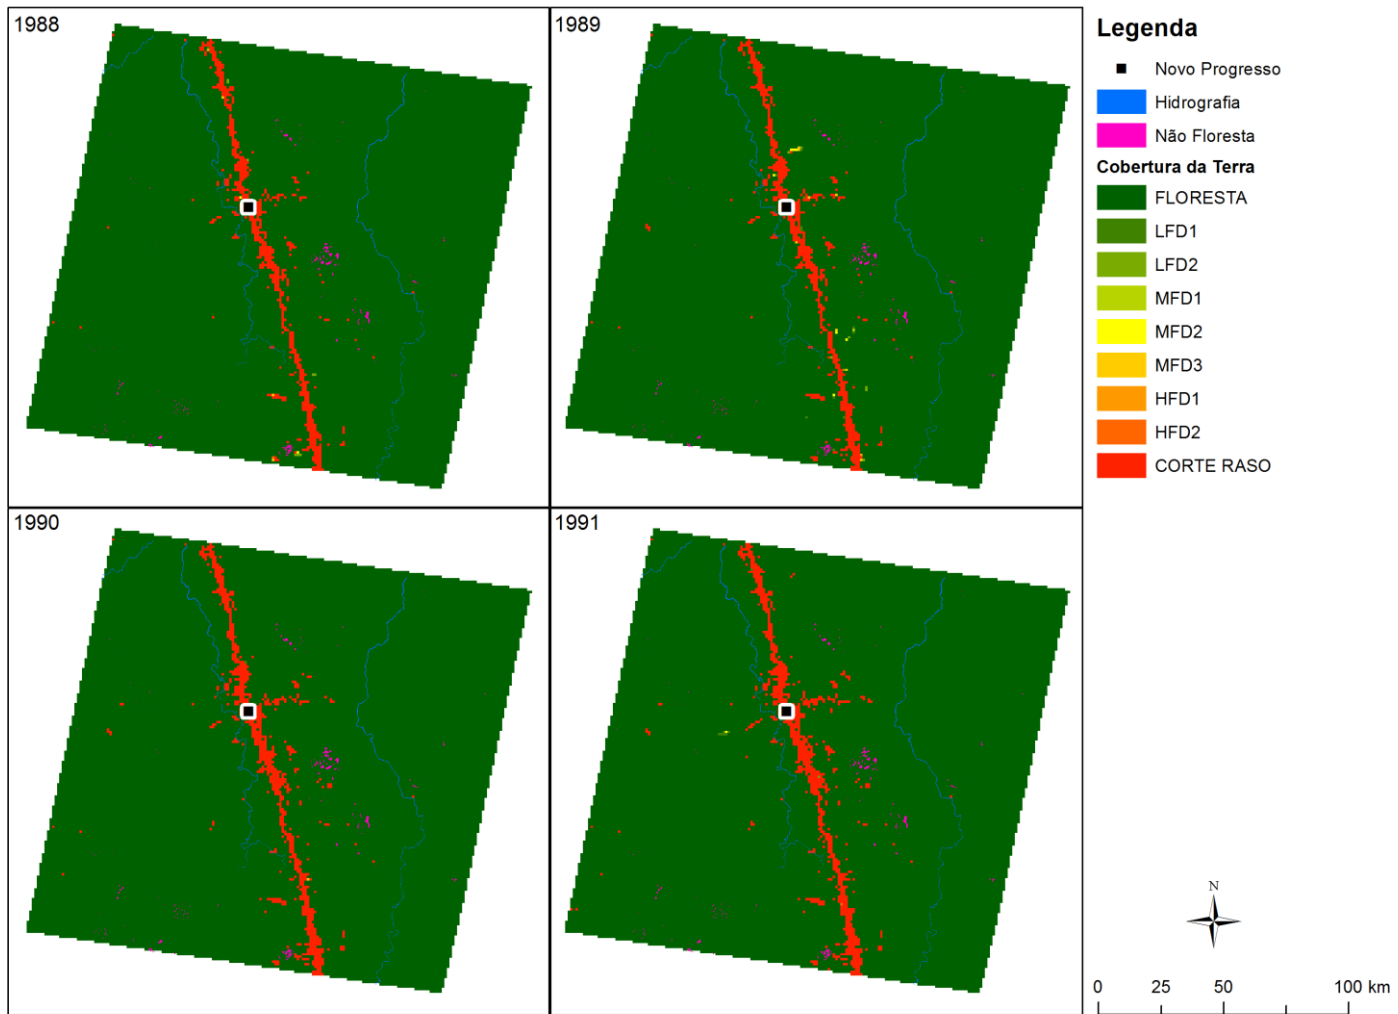 1988
1989
1990
1991
Legenda
Novo Progresso
Hidrografia
Não Floresta
Cobertura da Terra
FLORESTA
LFD1
LFD2
MFD1
MFD2
MFD3
HFD1
HFD2
CORTE RASO
N
0 25 50 100 km